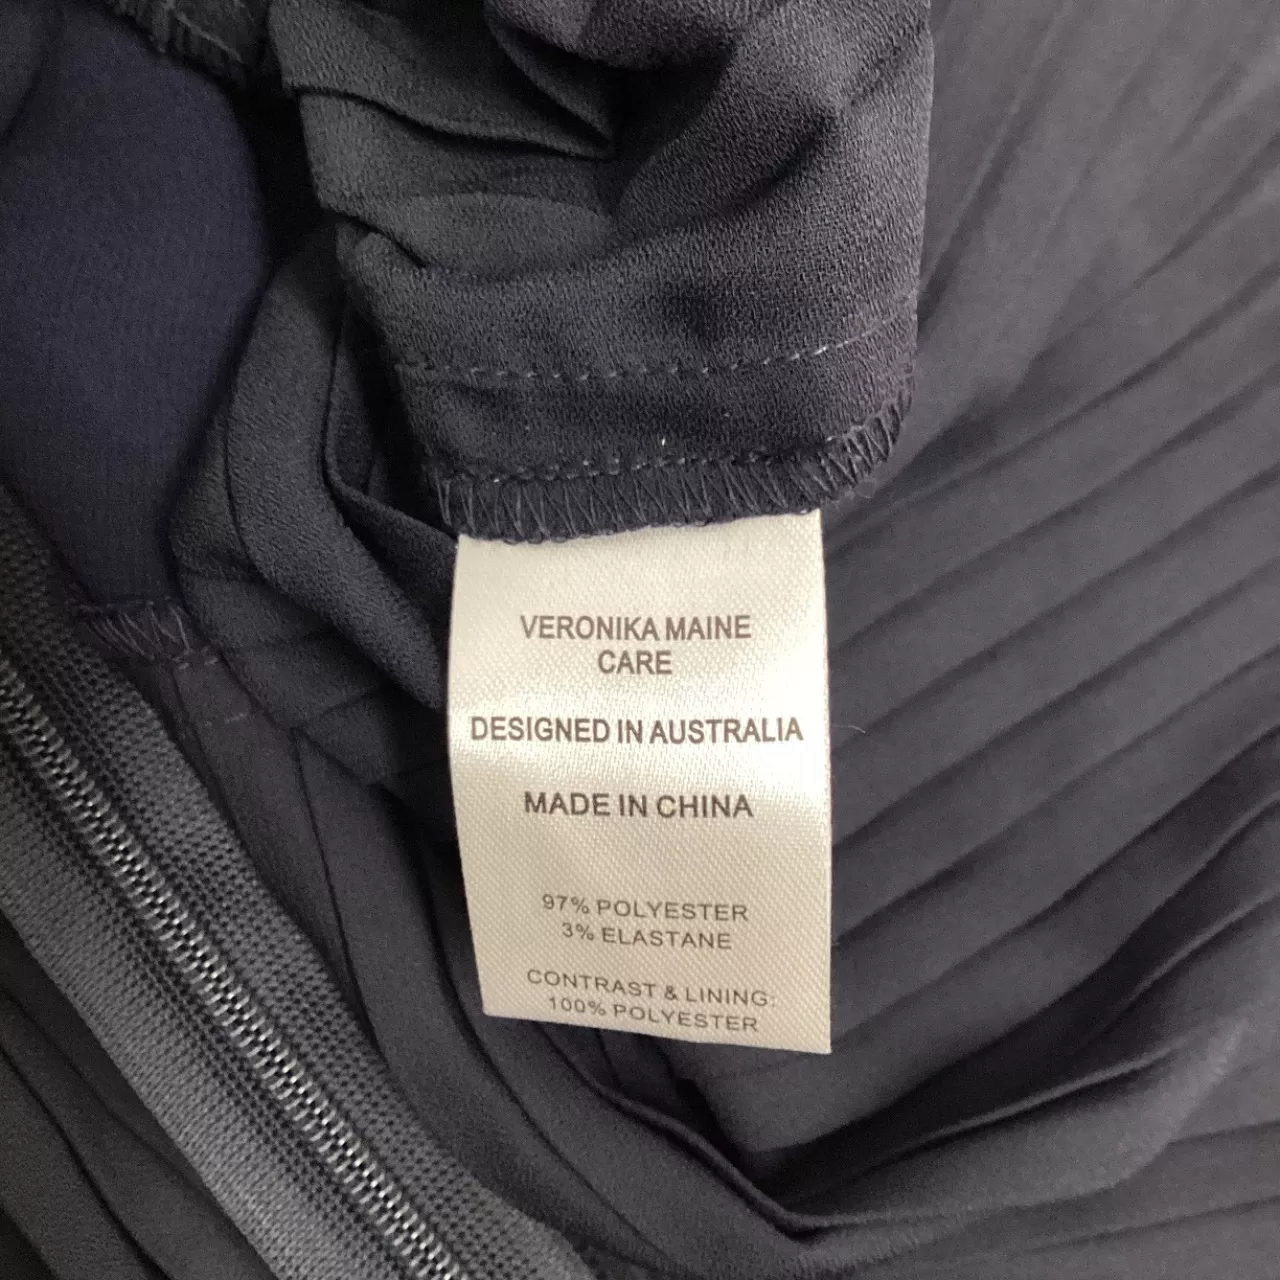 VERONIKA MAINE
CARE
DESIGNED IN AUSTRALIA
MADE IN CHINA
97% POLYESTER
3% ELASTANE
CONTRAST & LINING:
100% POLYESTER